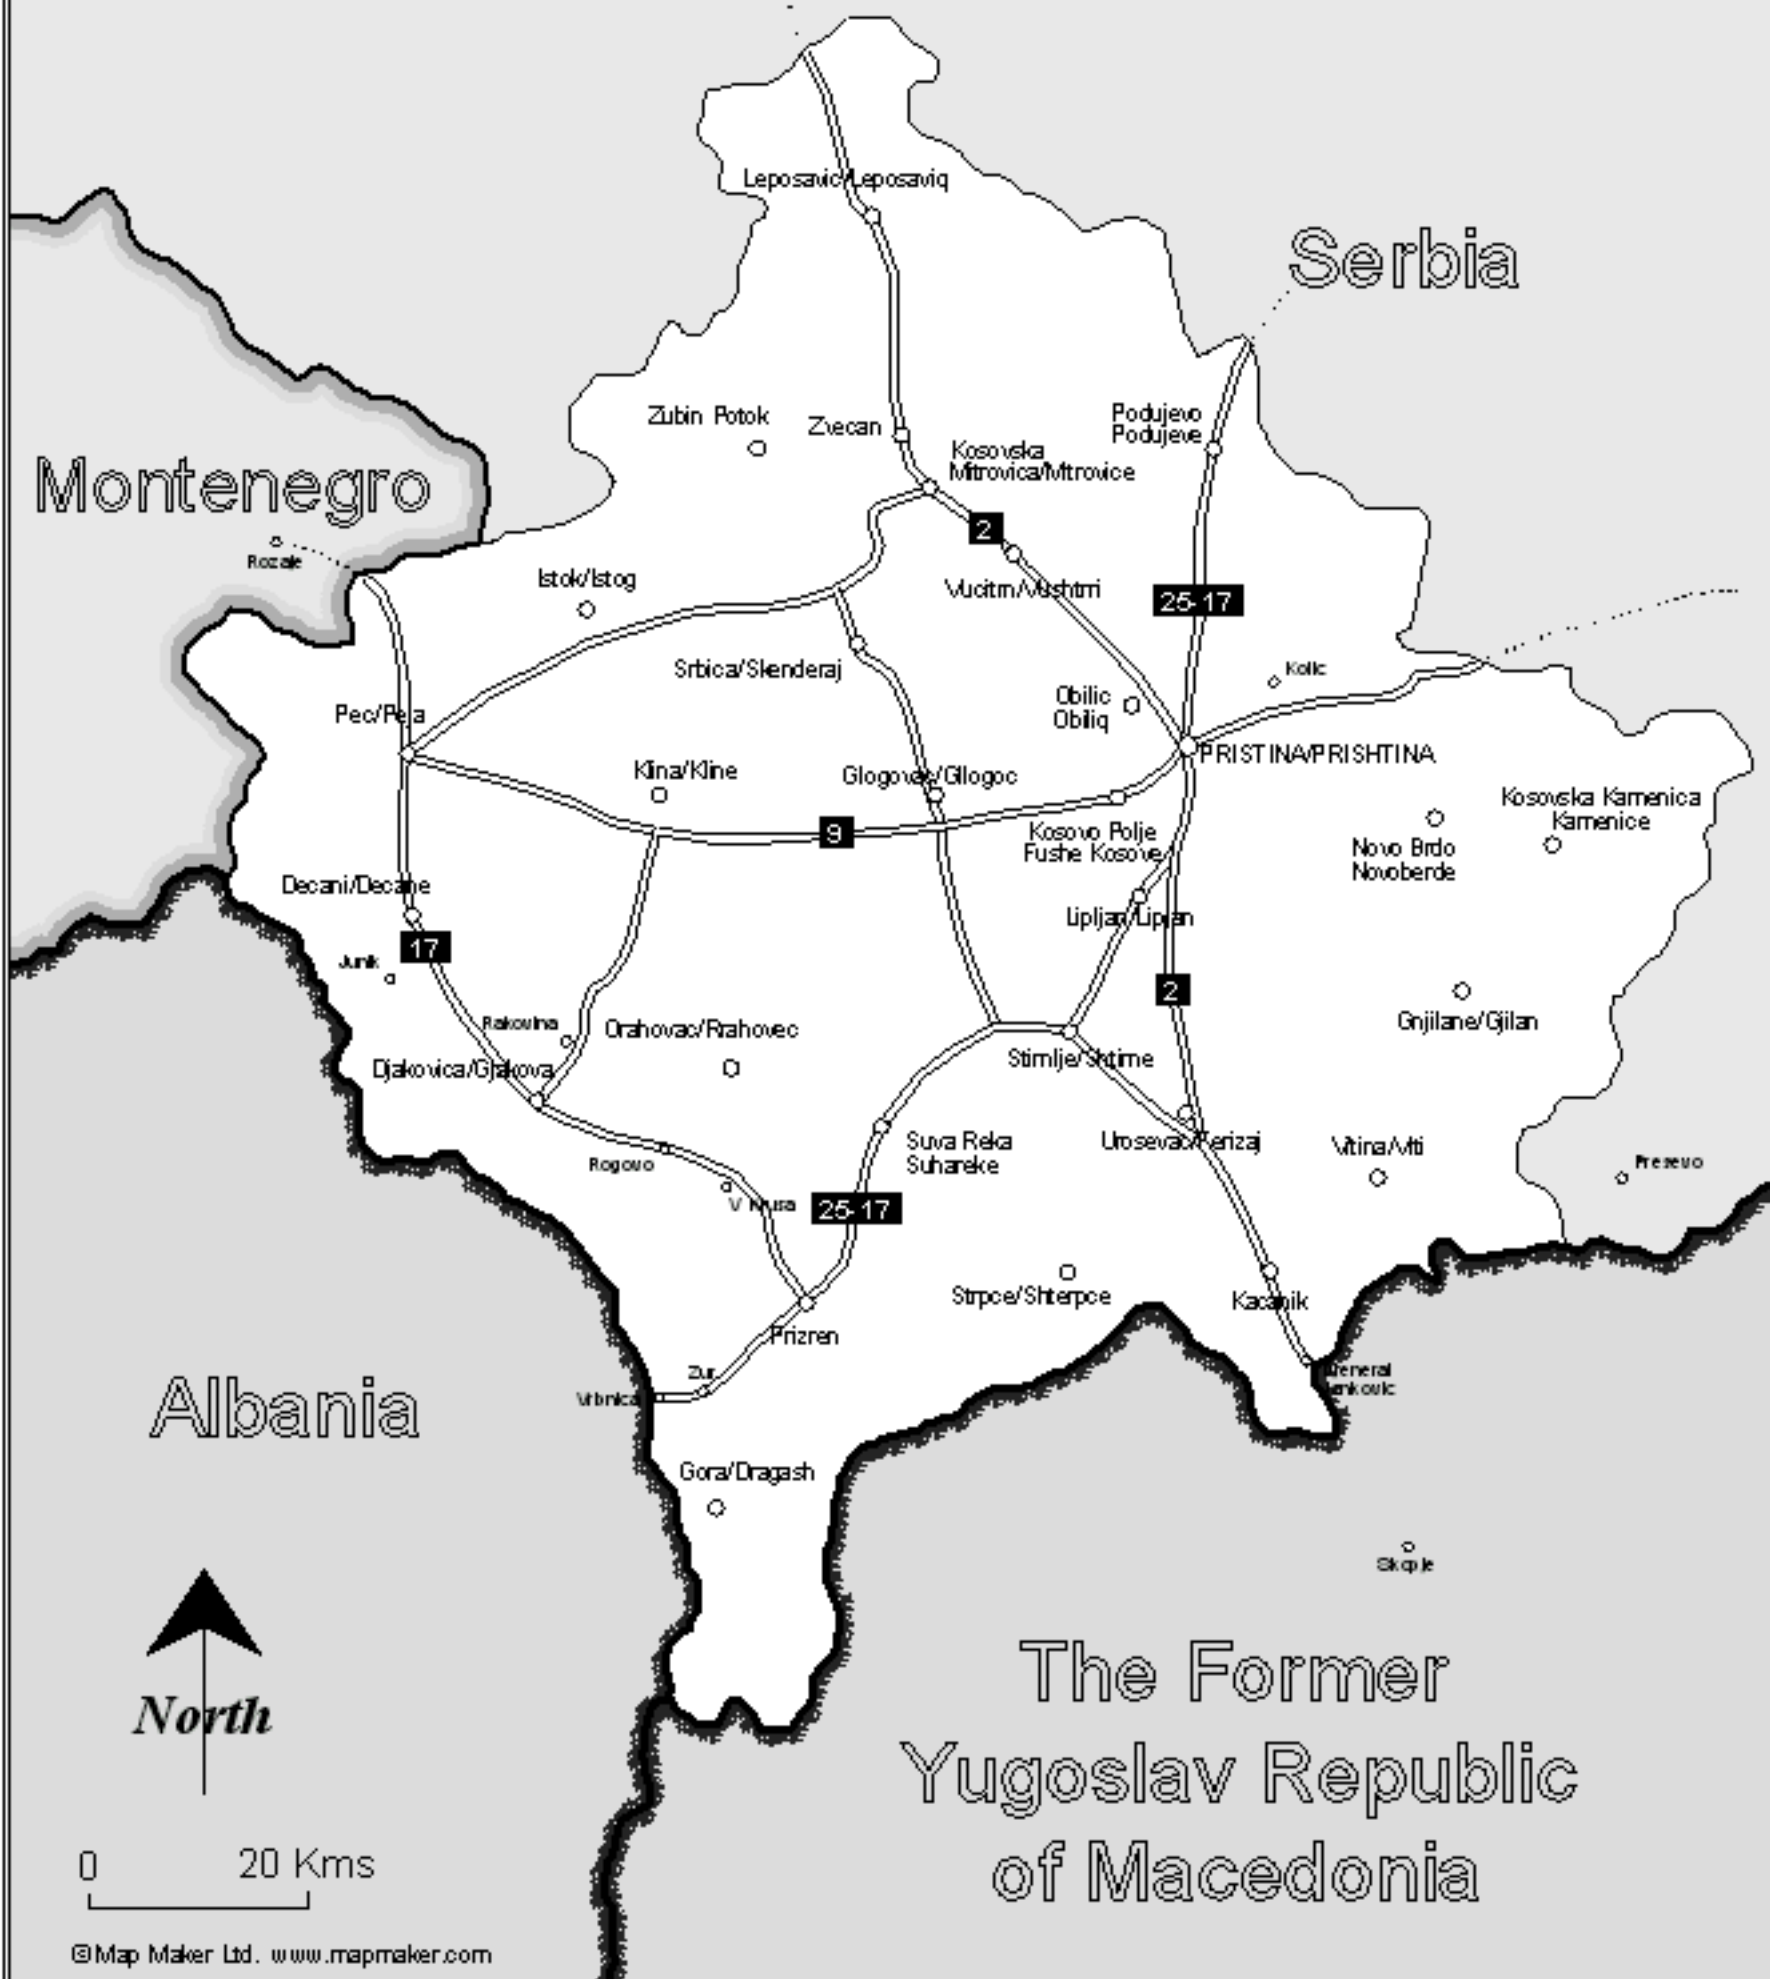 Leposavic/Leposaviq
Serbia
Zubin Potok
Zvecan
Podujevo
Podujeve
Kosovska
Mitrovica/Mitrovice
Montenegro
2
Rozaje
Istok/Istog
Vucitrn/Vushtrri
25-17
Srbica/Skenderaj
Kolic
Obilic
Obiliq
Pec/Peja
PRISTINA/PRISHTINA
Klina/Kline
Glogovac/Gllogoc
Kosovska Kamenica
Kamenice
9
Kosovo Polje
Fushe Kosove
Novo Brdo
Novoberde
Decani/Decane
Lipljan/Lipjan
17
Junik
2
Rakovina
Orahovac/Rrahovec
Gnjilane/Gjilan
Djakovica/Gjakova
Stimlje/Shtime
Suva Reka
Suhareke
Urosevac/Ferizaj
Vitina/Viti
Rogovo
Presevo
V Krusa
25-17
Strpce/Shterpce
Kacanik
Prizren
Zur
Vrbnica
General
Jankovic
Albania
Gora/Dragash
Skopje
North
The Former
Yugoslav Republic
of Macedonia
0 20 Kms
©Map Maker Ltd. www.mapmaker.com